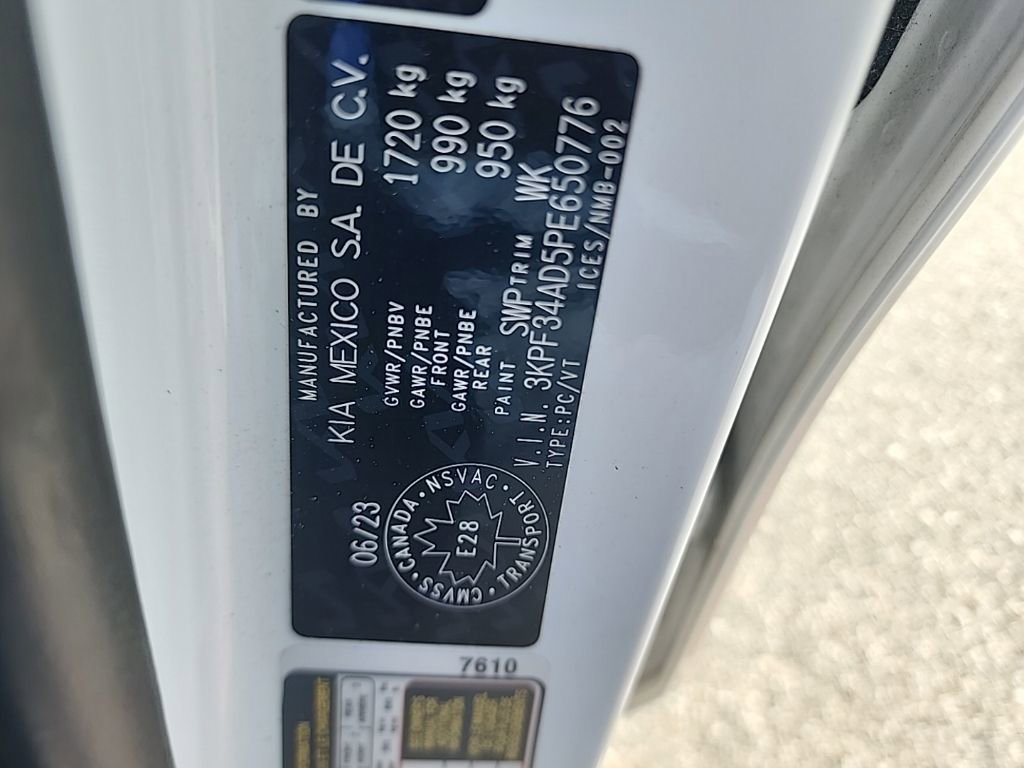 MANUFACTURED BY
KIA MEXICO S.A. DE C.V.
06/23
GVWR/PNBV 1720 kg
GAWR/PNBE FRONT 990 kg
GAWR/PNBE REAR 950 kg
PAINT SWP TRIM WK
V.I.N. 3KPF34AD5PE650776
TYPE:PC/VT ICES/NMB-002
CMVSS · CANADA · NSVAC · TRANSPORT ·
E28
7610